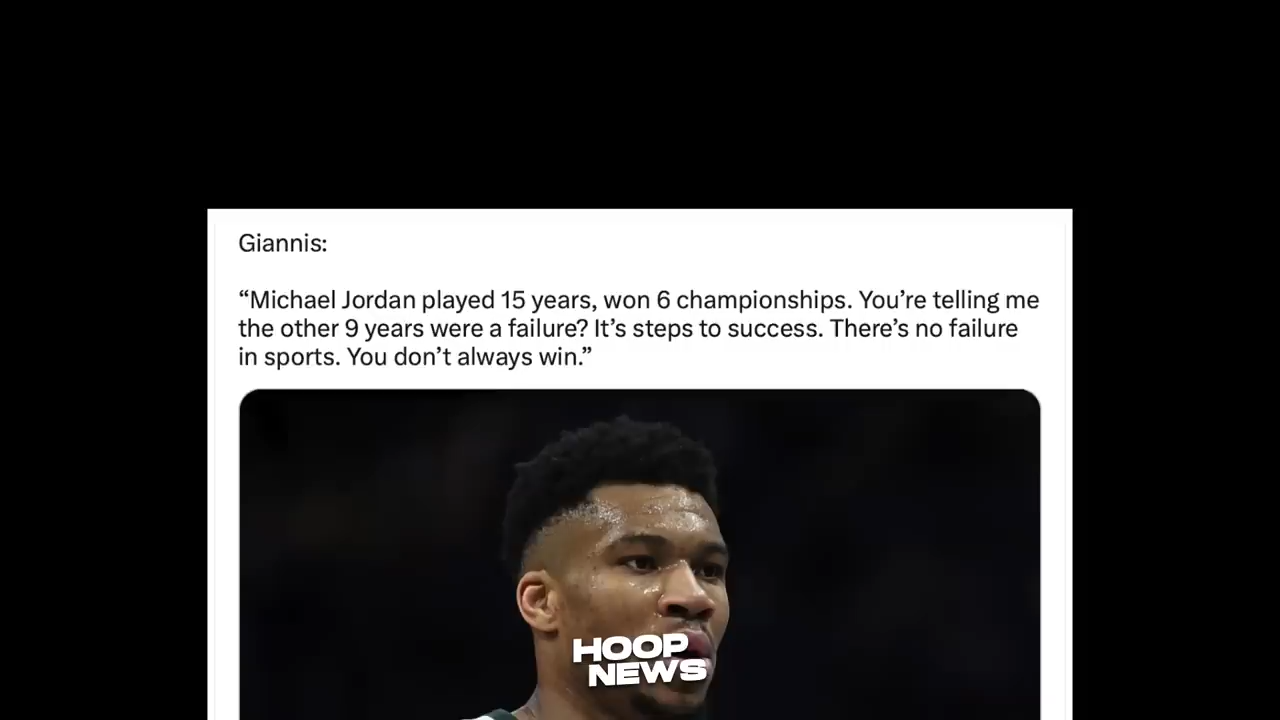 Giannis:
“Michael Jordan played 15 years, won 6 championships. You’re telling me
the other 9 years were a failure? It’s steps to success. There’s no failure
in sports. You don’t always win.”
HOOP
NEWS